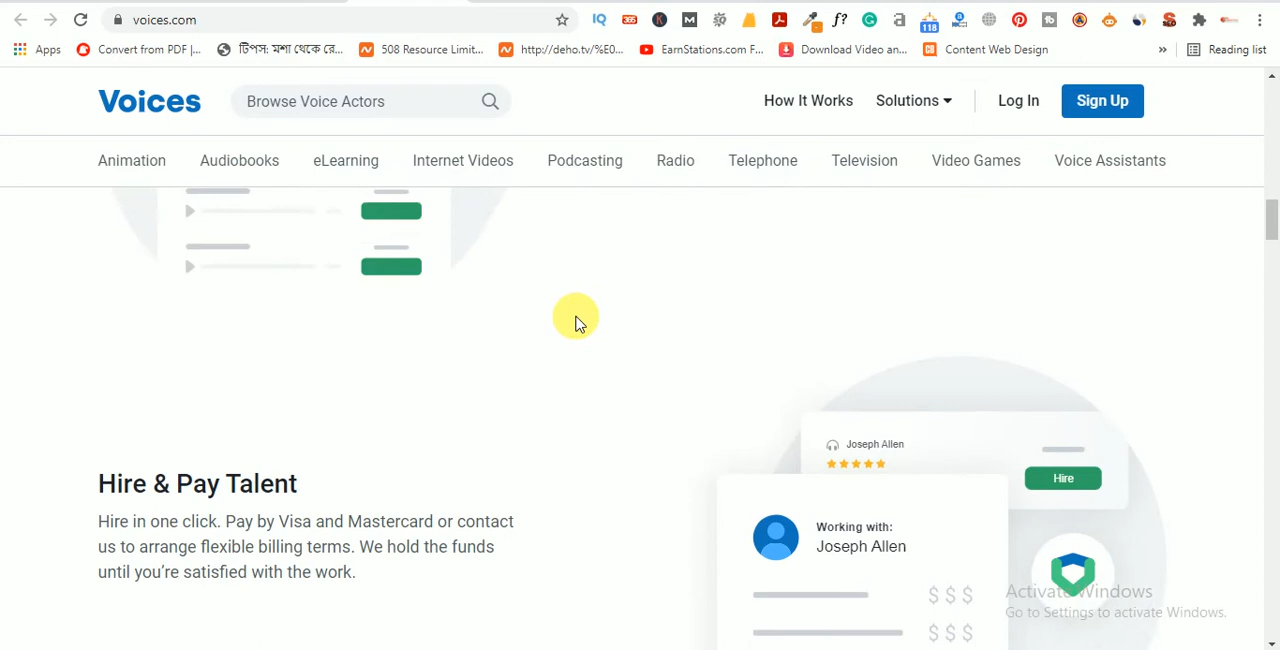 voices.com
118
Apps
Convert from PDF |...
টিপস: মশা থেকে রে...
508 Resource Limit...
http://deho.tv/%E0...
EarnStations.com F...
Download Video an...
Content Web Design
»
Reading list
Voices
Browse Voice Actors
How It Works
Solutions
Log In
Sign Up
Animation
Audiobooks
eLearning
Internet Videos
Podcasting
Radio
Telephone
Television
Video Games
Voice Assistants
Joseph Allen
Hire
Hire & Pay Talent
Hire in one click. Pay by Visa and Mastercard or contact
us to arrange flexible billing terms. We hold the funds
until you’re satisfied with the work.
Working with:
Joseph Allen
$ $ $
$ $ $
Activate Windows
Go to Settings to activate Windows.